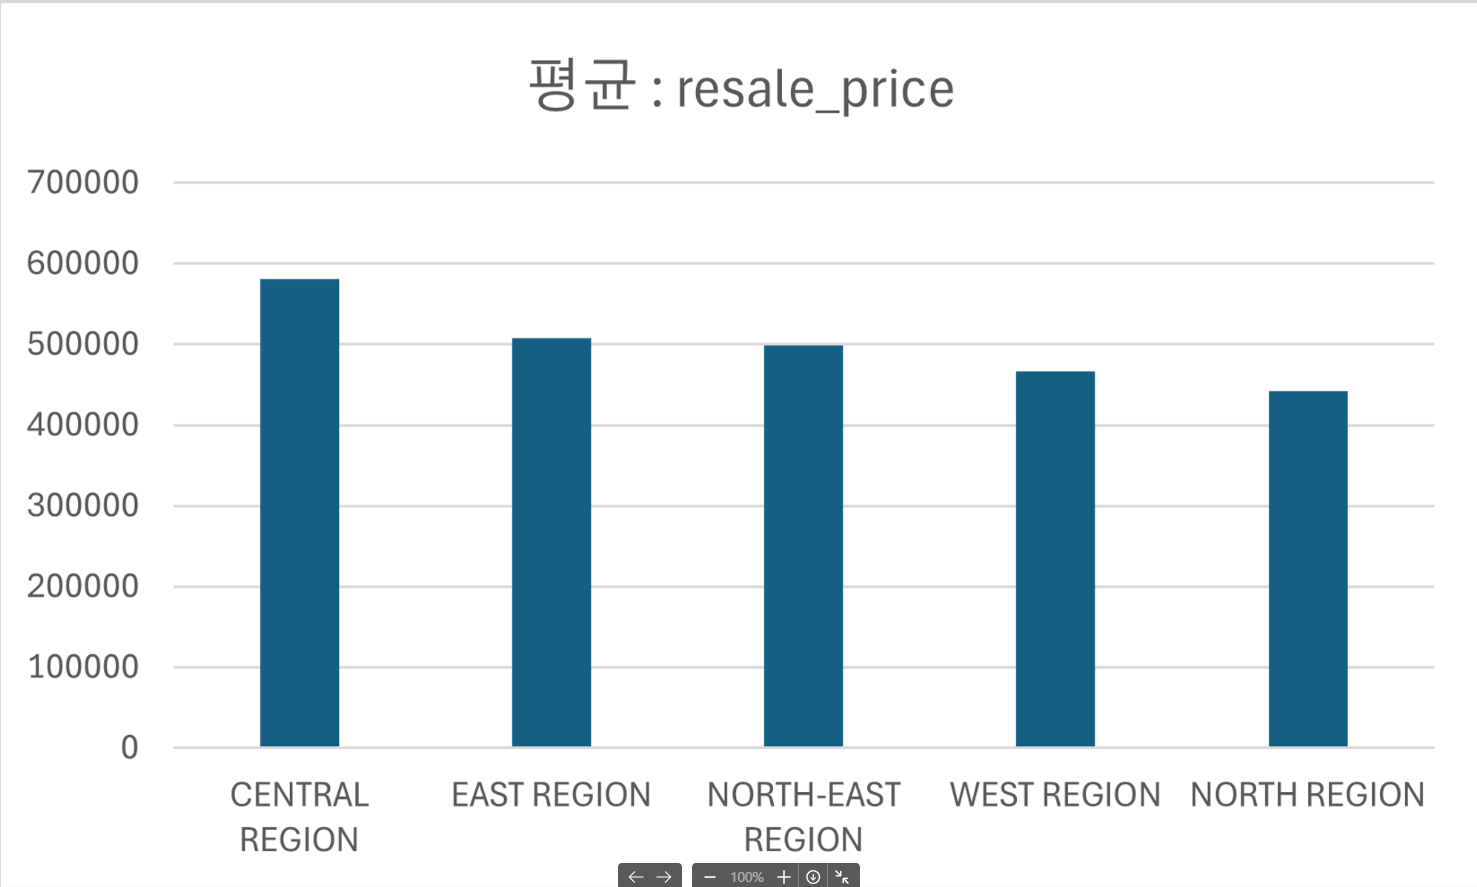 평균 : resale_price
700000
600000
500000
400000
300000
200000
100000
0
CENTRAL REGION
EAST REGION
NORTH-EAST REGION
WEST REGION
NORTH REGION
100%